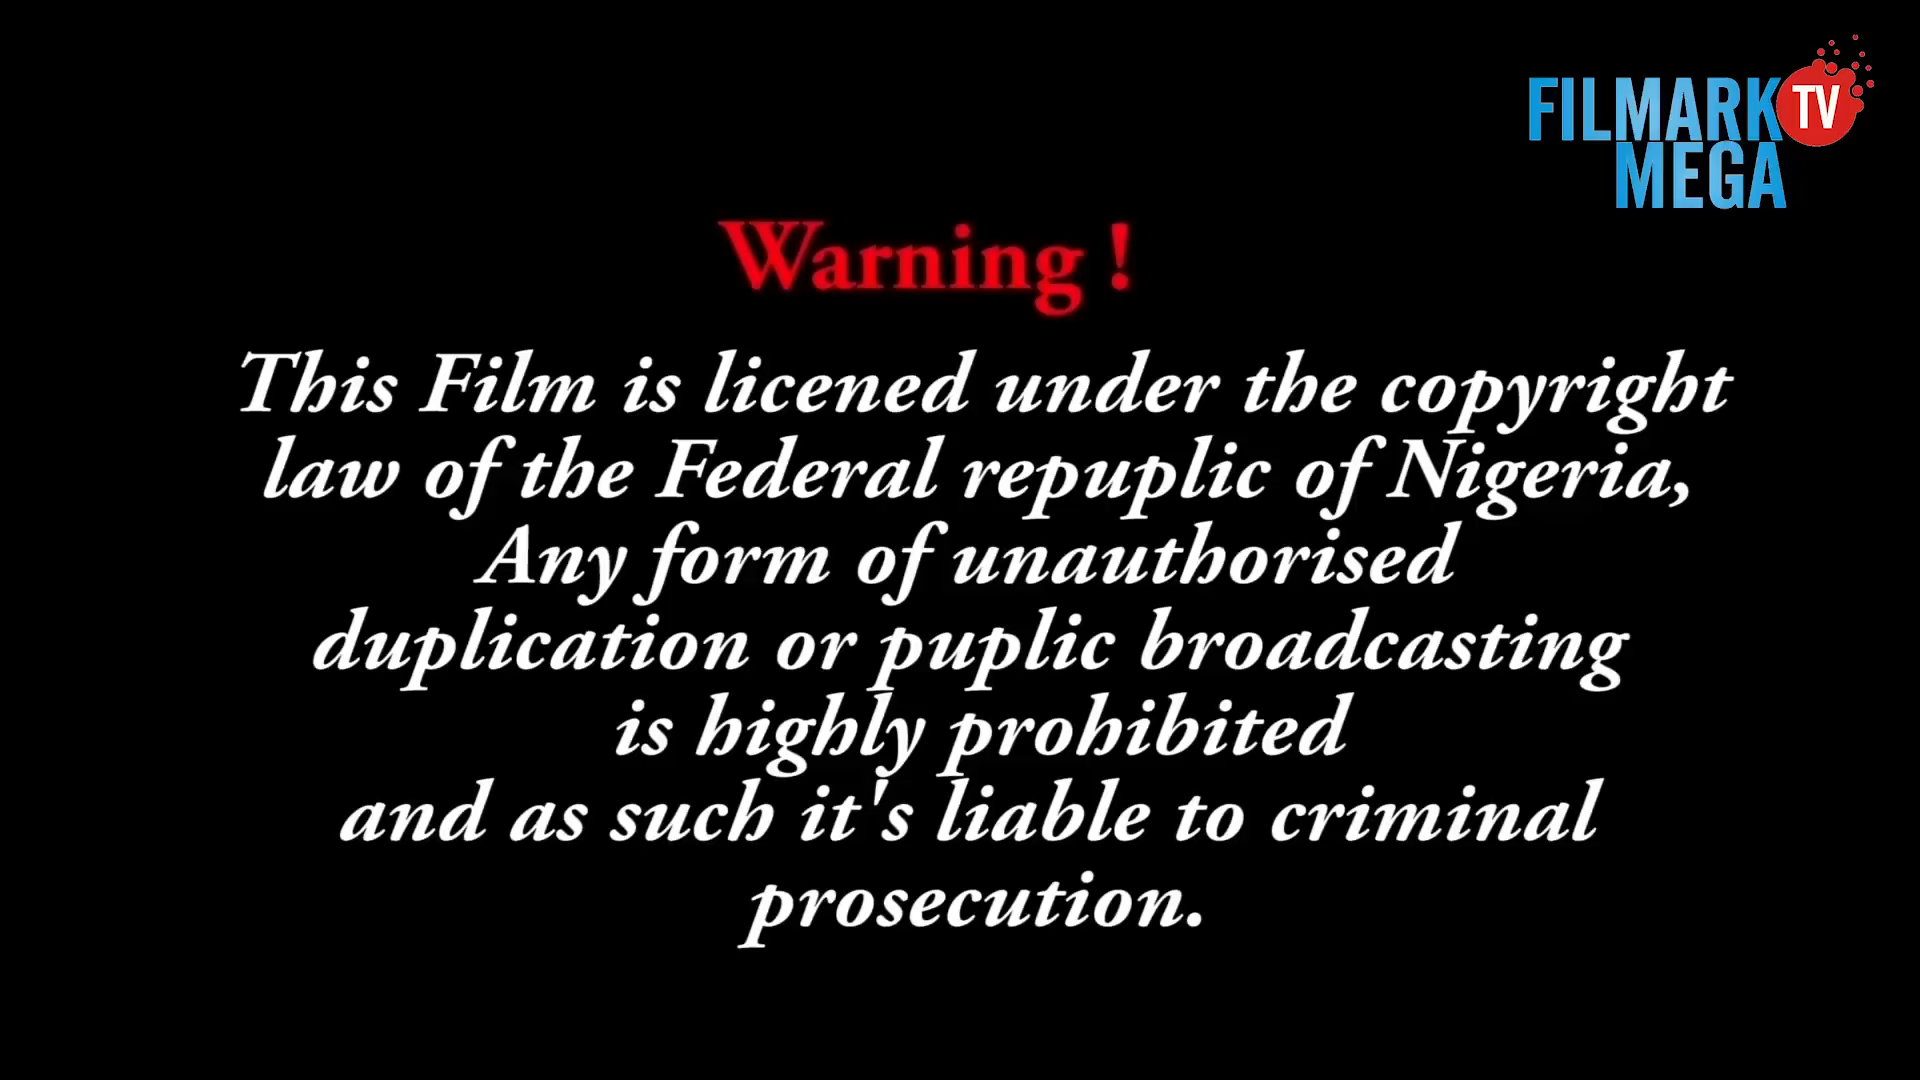 FILMARK TV
MEGA
Warning !
This Film is licened under the copyright
law of the Federal repuplic of Nigeria,
Any form of unauthorised
duplication or puplic broadcasting
is highly prohibited
and as such it's liable to criminal
prosecution.